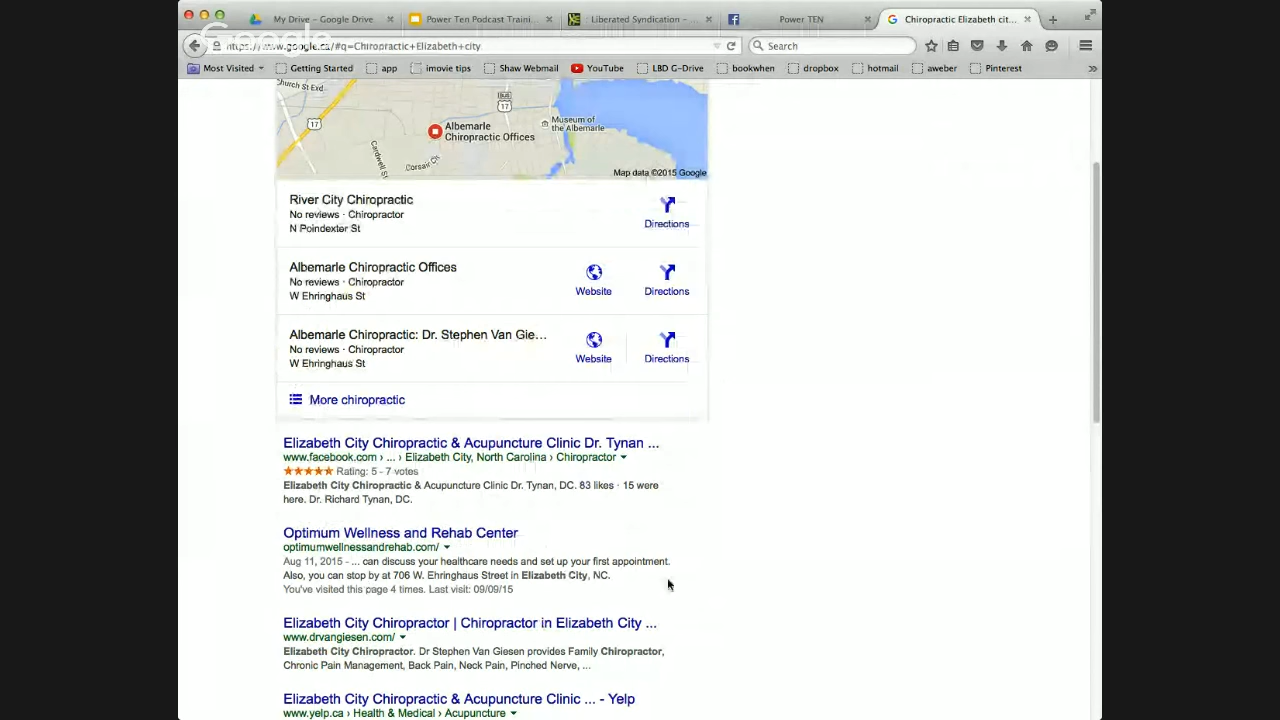 My Drive – Google Drive
Power Ten Podcast Traini...
Liberated Syndication – ...
Power TEN
Chiropractic Elizabeth cit...
Google
https://www.google.ca/#q=Chiropractic+Elizabeth+city
Search
Most Visited
Getting Started
app
imovie tips
Shaw Webmail
YouTube
LBD G-Drive
bookwhen
dropbox
hotmail
aweber
Pinterest
Church St Ext
17
BUS
17
Albemarle
Chiropractic Offices
Museum of
the Albemarle
Cardwell St
Corsair Cir
Map data ©2015 Google
River City Chiropractic
No reviews · Chiropractor
N Poindexter St
Directions
Albemarle Chiropractic Offices
No reviews · Chiropractor
W Ehringhaus St
Website
Directions
Albemarle Chiropractic: Dr. Stephen Van Gie...
No reviews · Chiropractor
W Ehringhaus St
Website
Directions
More chiropractic
Elizabeth City Chiropractic & Acupuncture Clinic Dr. Tynan ...
www.facebook.com › ... › Elizabeth City, North Carolina › Chiropractor
Rating: 5 - 7 votes
Elizabeth City Chiropractic & Acupuncture Clinic Dr. Tynan, DC. 83 likes · 15 were
here. Dr. Richard Tynan, DC.
Optimum Wellness and Rehab Center
optimumwellnessandrehab.com/
Aug 11, 2015 - ... can discuss your healthcare needs and set up your first appointment.
Also, you can stop by at 706 W. Ehringhaus Street in Elizabeth City, NC.
You've visited this page 4 times. Last visit: 09/09/15
Elizabeth City Chiropractor | Chiropractor in Elizabeth City ...
www.drvangiesen.com/
Elizabeth City Chiropractor. Dr Stephen Van Giesen provides Family Chiropractor,
Chronic Pain Management, Back Pain, Neck Pain, Pinched Nerve, ...
Elizabeth City Chiropractic & Acupuncture Clinic ... - Yelp
www.yelp.ca › Health & Medical › Acupuncture